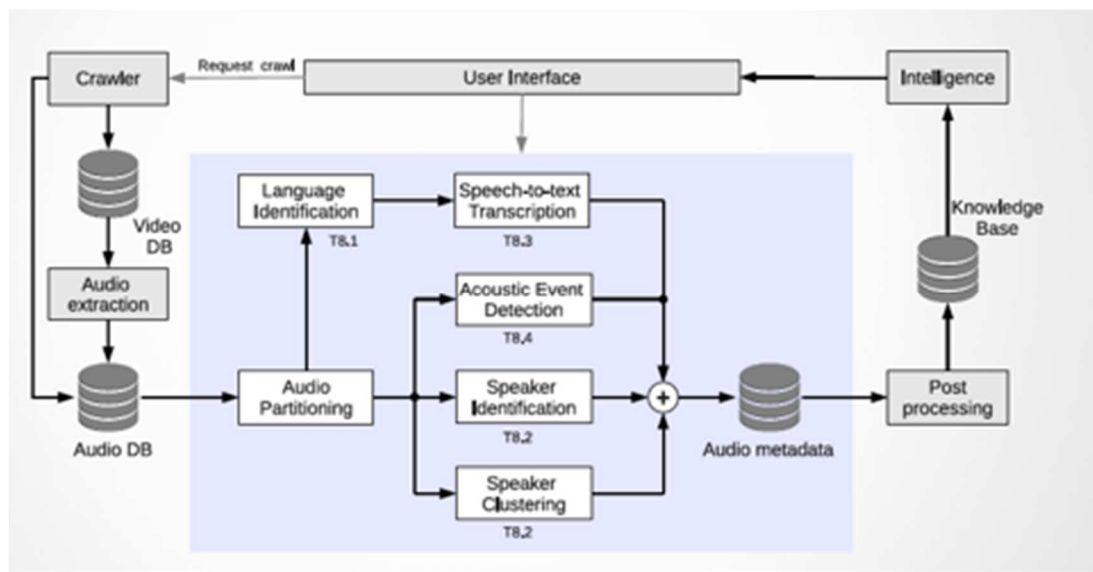 Request crawl
Crawler
User Interface
Intelligence
Language
Identification
T8.1
Speech-to-text
Transcription
T8.3
Video
DB
Knowledge
Base
Audio
extraction
Acoustic Event
Detection
T8.4
Audio
Partitioning
Speaker
Identification
T8.2
+
Post
processing
Audio DB
Audio metadata
Speaker
Clustering
T8.2